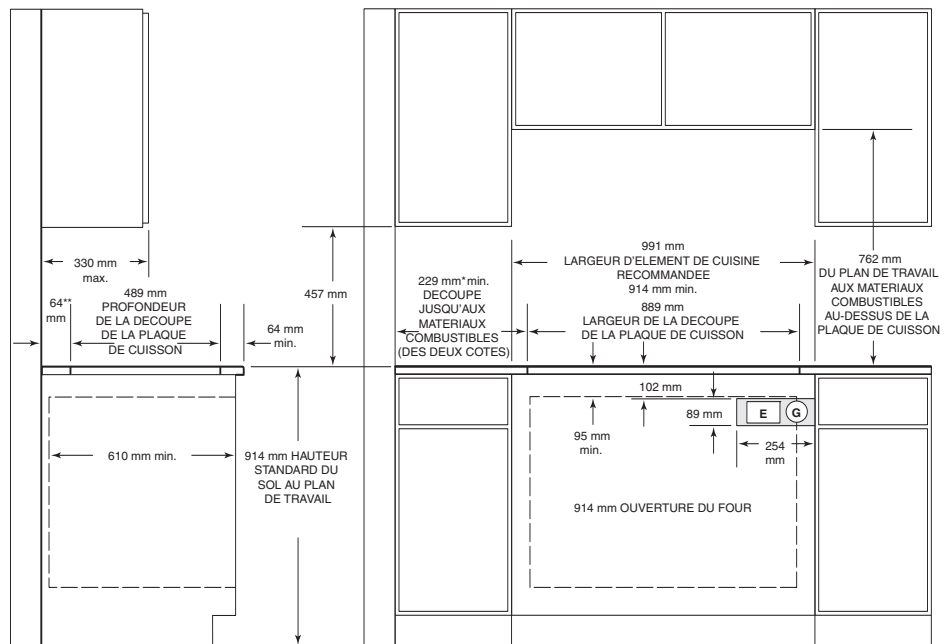 330 mm
max.
64**
mm
489 mm
PROFONDEUR
DE LA DECOUPE
DE LA PLAQUE
DE CUISSON
457 mm
64 mm
min.
610 mm min.
914 mm HAUTEUR
STANDARD DU
SOL AU PLAN
DE TRAVAIL
229 mm*min.
DECOUPE
JUSQU'AUX
MATERIAUX
COMBUSTIBLES
(DES DEUX COTES)
991 mm
LARGEUR D'ELEMENT DE CUISINE
RECOMMANDEE
914 mm min.
889 mm
LARGEUR DE LA DECOUPE
DE LA PLAQUE DE CUISSON
762 mm
DU PLAN DE TRAVAIL
AUX MATERIAUX
COMBUSTIBLES
AU-DESSUS DE LA
PLAQUE DE CUISSON
102 mm
89 mm
E
G
95 mm
min.
254
mm
914 mm OUVERTURE DU FOUR